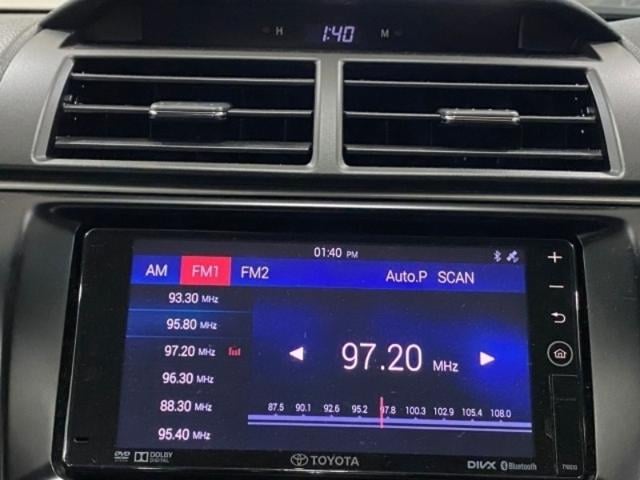 H 1:40 M
01:40 PM
AM FM1 FM2 Auto.P SCAN
93.30 MHz
95.80 MHz
97.20 MHz
96.30 MHz
88.30 MHz
95.40 MHz
97.20 MHz
87.5 90.1 92.6 95.2 97.8 100.3 102.9 105.4 108.0
DVD DOLBY DIGITAL TOYOTA DIVX Bluetooth